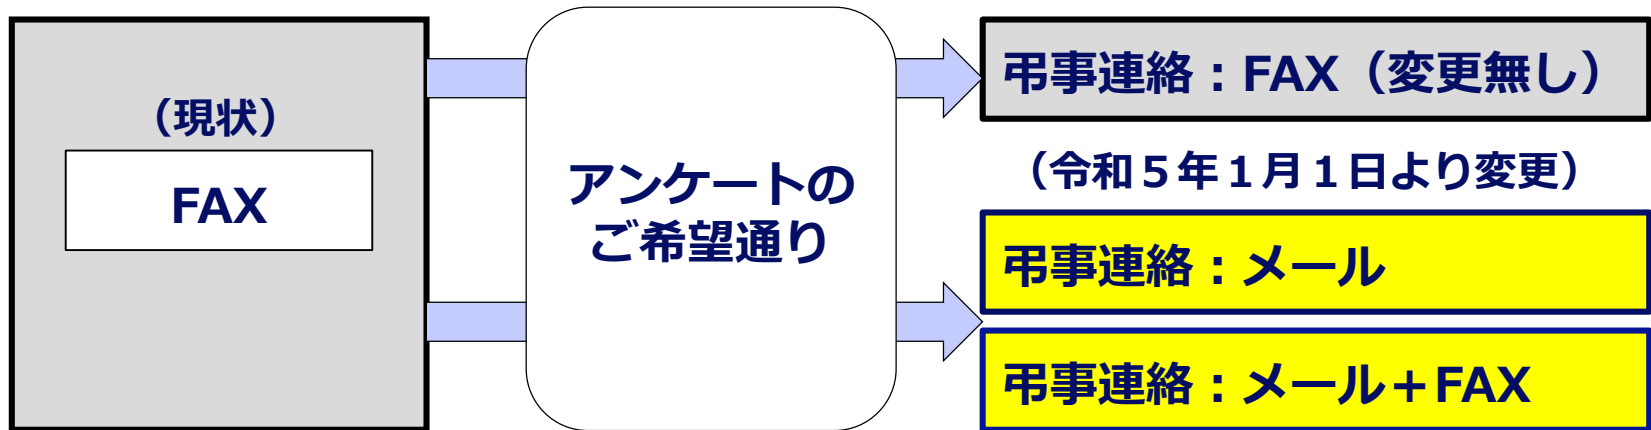 （現状）
FAX
アンケートの
ご希望通り
弔事連絡：FAX（変更無し）
（令和５年１月１日より変更）
弔事連絡：メール
弔事連絡：メール＋FAX